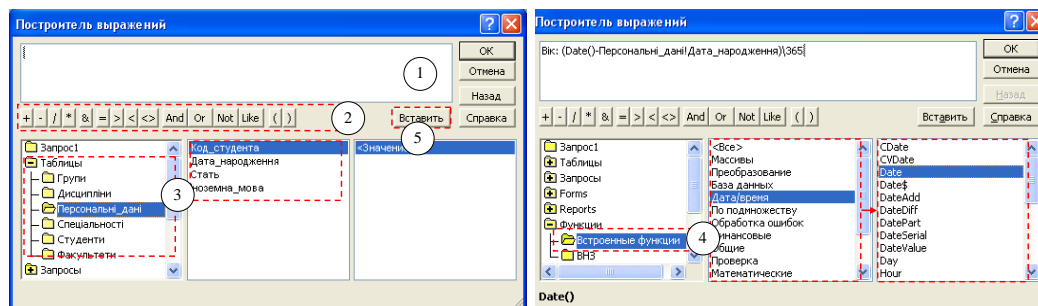 Построитель выражений
ОК
Отмена
Назад
Справка
1
+ - / * & = > < <> And Or Not Like ( )
2
Вставить
5
Запрос1
Таблицы
Групи
Дисципліни
Персональні_дані
Спеціальності
Студенти
Факультети
Запросы
3
Код_студента
Дата_народження
Стать
Іноземна_мова
Построитель выражений
Вік: (Date()-Персональні_дані!Дата_народження)\365
ОК
Отмена
Назад
+ - / * & = > < <> And Or Not Like ( )
Вставить
Справка
Запрос1
Таблицы
Запросы
Forms
Reports
Функции
Встроенные функции
ВНЗ
4
<Все>
Массивы
Преобразование
База данных
Дата/время
По подмножеству
Обработка ошибок
Финансовые
Общие
Проверка
Математические
CDate
CVDate
Date
Date$
DateAdd
DateDiff
DatePart
DateSerial
DateValue
Day
Hour
Date()